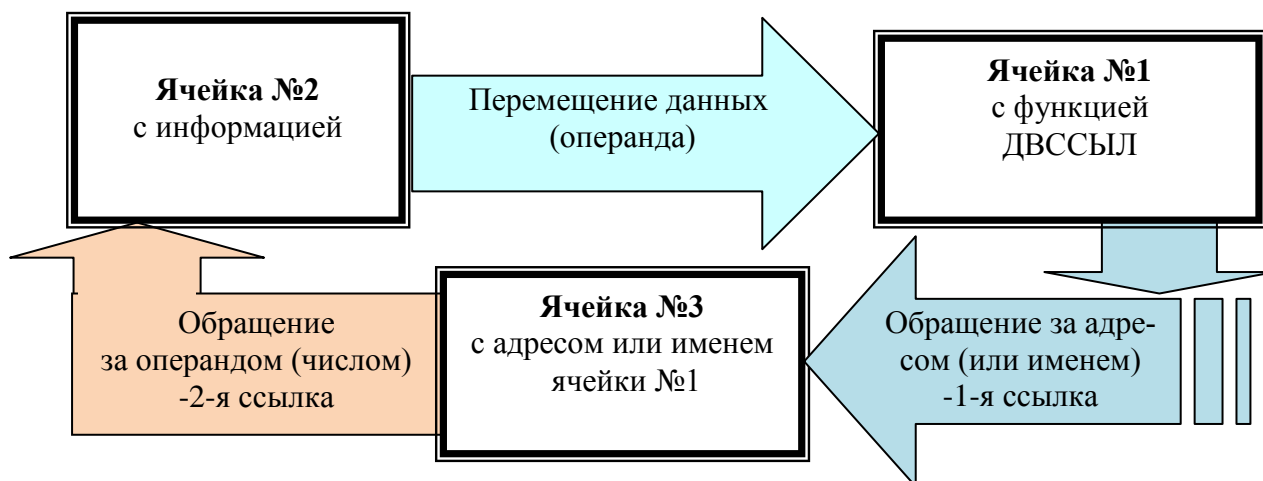 Ячейка №2
с информацией
Перемещение данных
(операнда)
Ячейка №1
с функцией
ДВССЫЛ
Обращение
за операндом (числом)
-2-я ссылка
Ячейка №3
с адресом или именем
ячейки №1
Обращение за адре-
сом (или именем)
-1-я ссылка